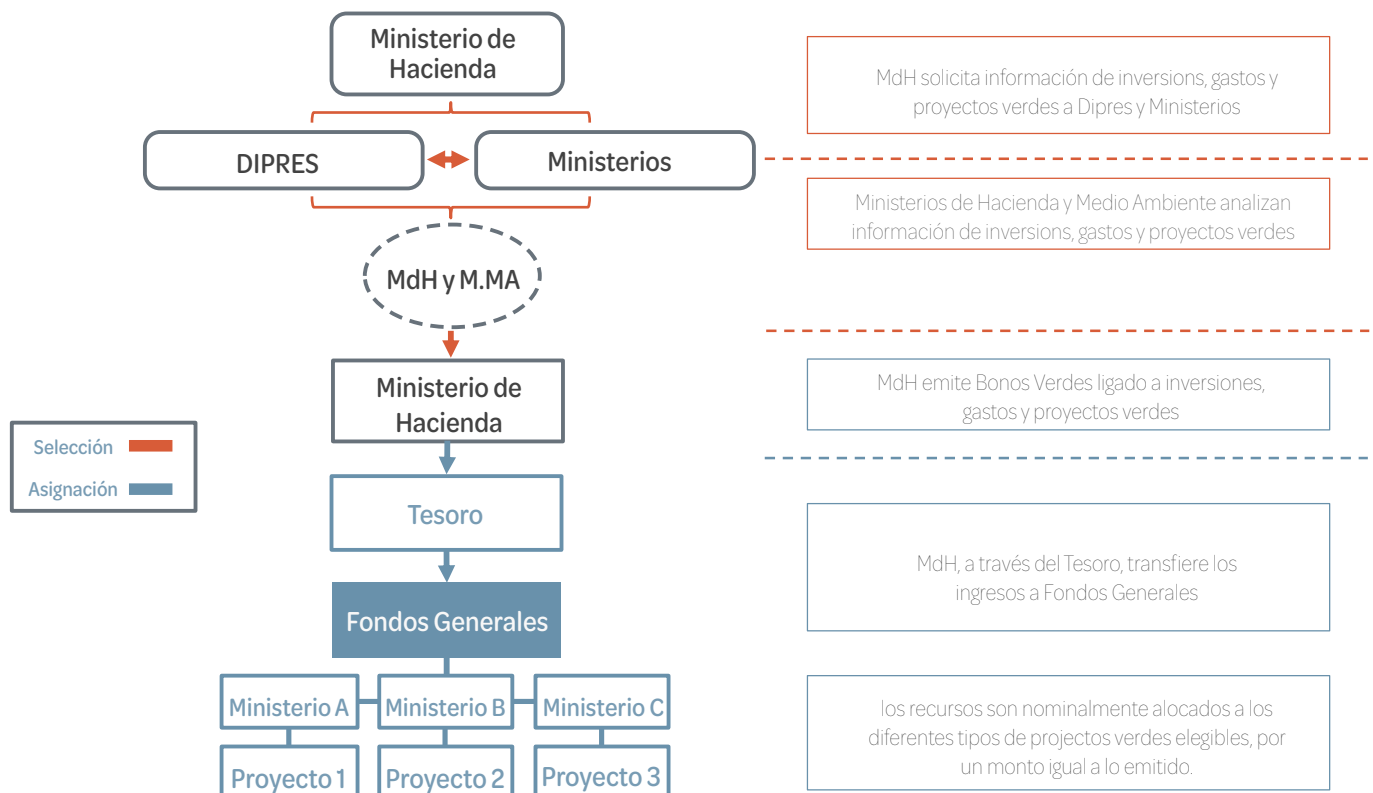 Ministerio de
Hacienda
MdH solicita información de inversions, gastos y
proyectos verdes a Dipres y Ministerios
DIPRES
Ministerios
Ministerios de Hacienda y Medio Ambiente analizan
información de inversions, gastos y proyectos verdes
MdH y M.MA
Ministerio de
Hacienda
MdH emite Bonos Verdes ligado a inversiones,
gastos y proyectos verdes
Selección
Asignación
Tesoro
MdH, a través del Tesoro, transfiere los
ingresos a Fondos Generales
Fondos Generales
Ministerio A
Ministerio B
Ministerio C
los recursos son nominalmente alocados a los
diferentes tipos de projectos verdes elegibles, por
un monto igual a lo emitido.
Proyecto 1
Proyecto 2
Proyecto 3